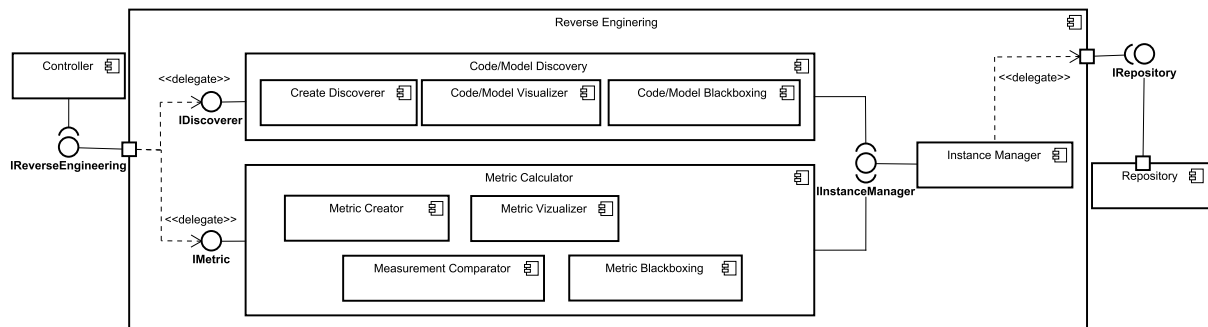 Reverse Enginering
Controller
Code/Model Discovery
<<delegate>>
Create Discoverer
Code/Model Visualizer
Code/Model Blackboxing
<<delegate>>
IRepository
IDiscoverer
IReverseEngineering
Instance Manager
Metric Calculator
Repository
IInstanceManager
Metric Creator
Metric Vizualizer
<<delegate>>
IMetric
Measurement Comparator
Metric Blackboxing